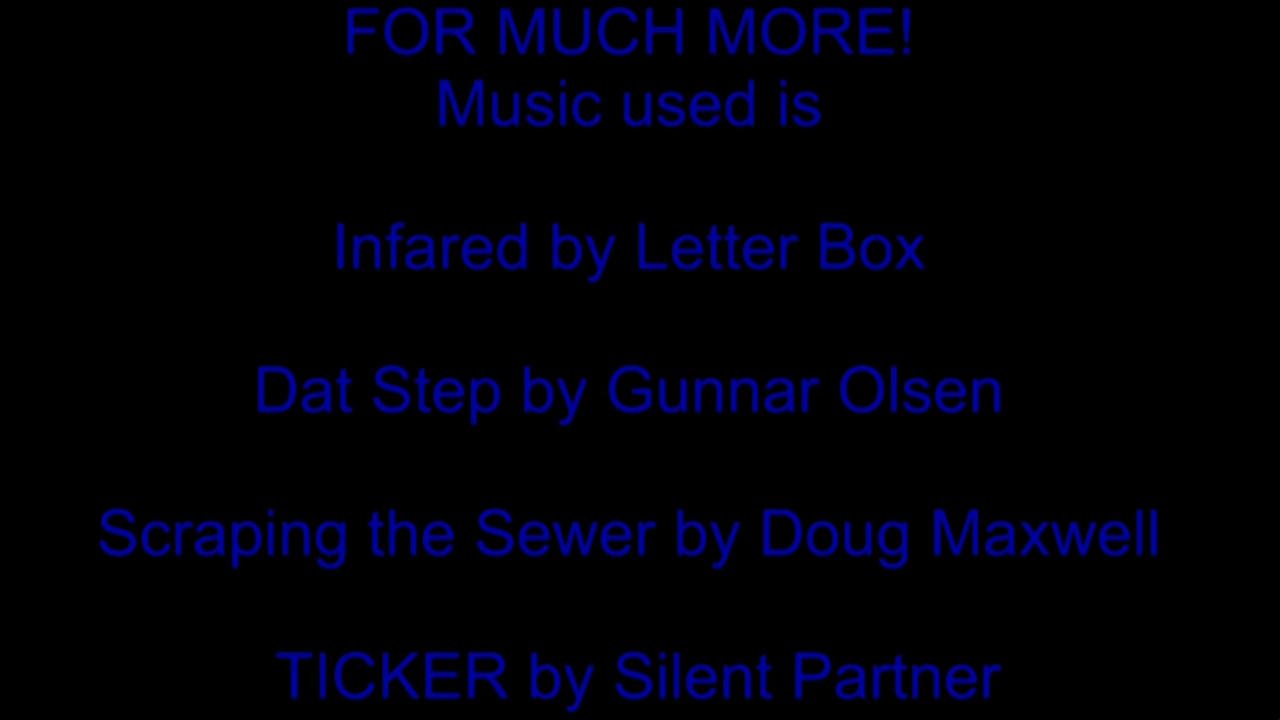 FOR MUCH MORE!
Music used is
Infared by Letter Box
Dat Step by Gunnar Olsen
Scraping the Sewer by Doug Maxwell
TICKER by Silent Partner